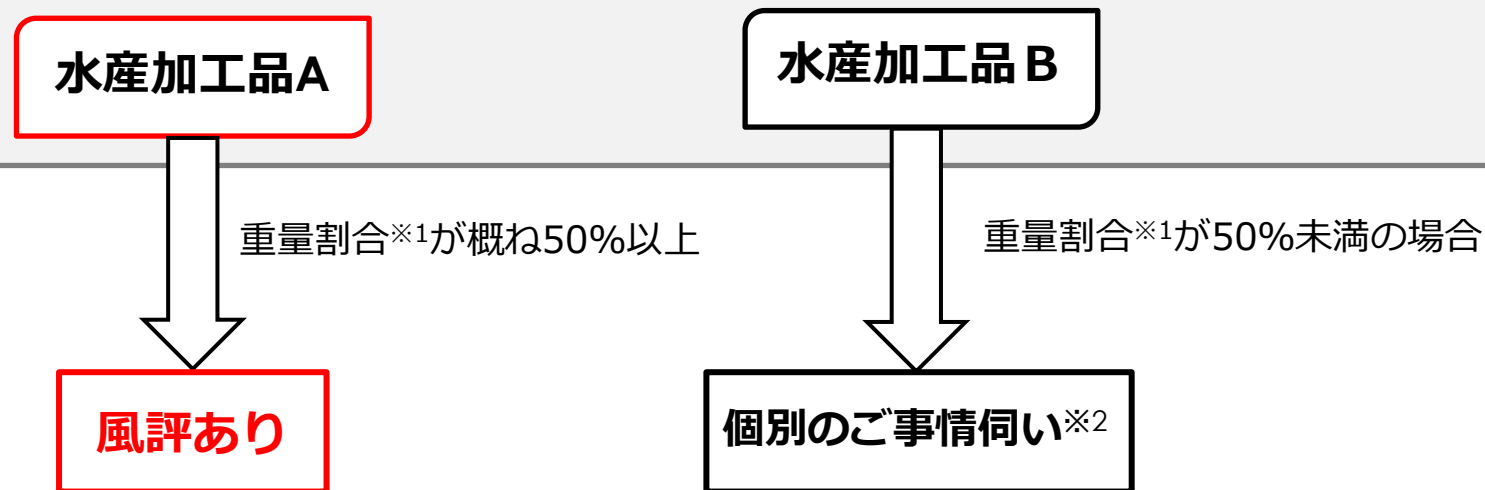 水産加工品A
水産加工品B
重量割合※1が概ね50%以上
重量割合※1が50%未満の場合
風評あり
個別のご事情伺い※2